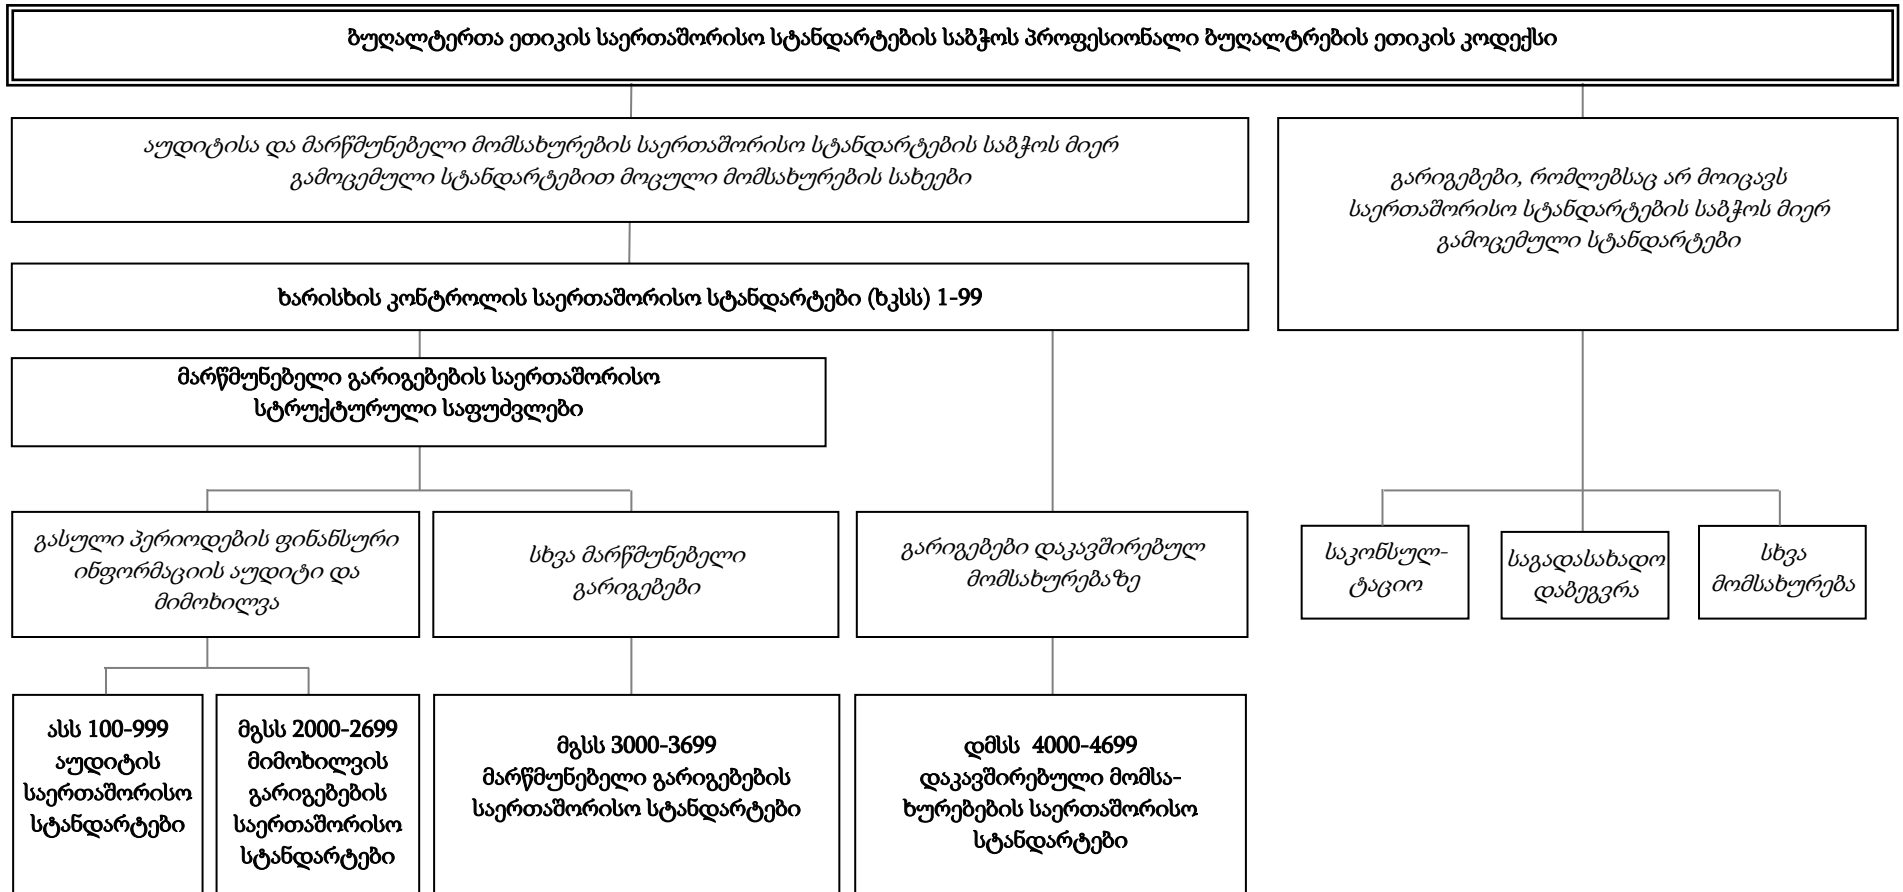 ბუღალტერთა ეთიკის საერთაშორისო სტანდარტების საბჭოს პროფესიონალი ბუღალტრების ეთიკის კოდექსი
აუდიტისა და მარწმუნებელი მომსახურების საერთაშორისო სტანდარტების საბჭოს მიერ
გამოცემული სტანდარტებით მოცული მომსახურების სახეები
გარიგებები, რომლებსაც არ მოიცავს
საერთაშორისო სტანდარტების საბჭოს მიერ
გამოცემული სტანდარტები
ხარისხის კონტროლის საერთაშორისო სტანდარტები (ხკსს) 1-99
მარწმუნებელი გარიგებების საერთაშორისო
სტრუქტურული საფუძვლები
გასული პერიოდების ფინანსური
ინფორმაციის აუდიტი და
მიმოხილვა
სხვა მარწმუნებელი
გარიგებები
გარიგებები დაკავშირებულ
მომსახურებაზე
საკონსულ-
ტაციო
საგადასახადო
დაბეგვრა
სხვა
მომსახურება
ასს 100-999
აუდიტის
საერთაშორისო
სტანდარტები
მგსს 2000-2699
მიმოხილვის
გარიგებების
საერთაშორისო
სტანდარტები
მგსს 3000-3699
მარწმუნებელი გარიგებების
საერთაშორისო სტანდარტები
დმსს 4000-4699
დაკავშირებული მომსა-
ხურებების საერთაშორისო
სტანდარტები